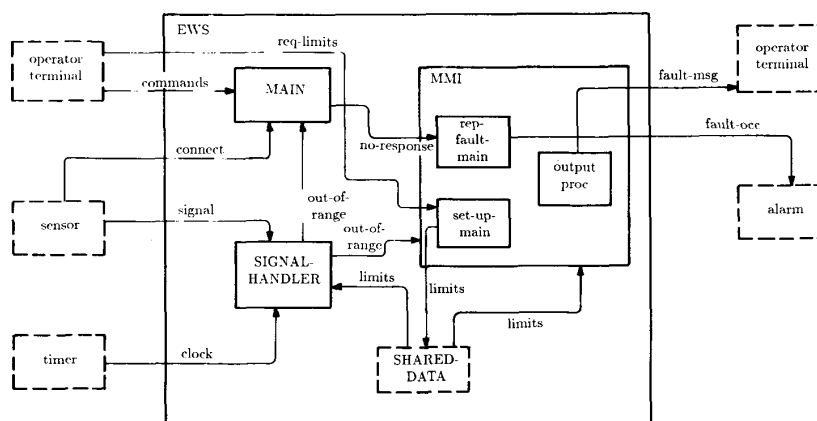 EWS
operator
terminal
req-limits
commands
MAIN
MMI
fault-msg
operator
terminal
rep-
fault-
main
no-response
fault-occ
connect
output
proc
sensor
signal
out-of-
range
out-of-
range
set-up-
main
alarm
SIGNAL-
HANDLER
limits
limits
limits
timer
clock
SHARED-
DATA